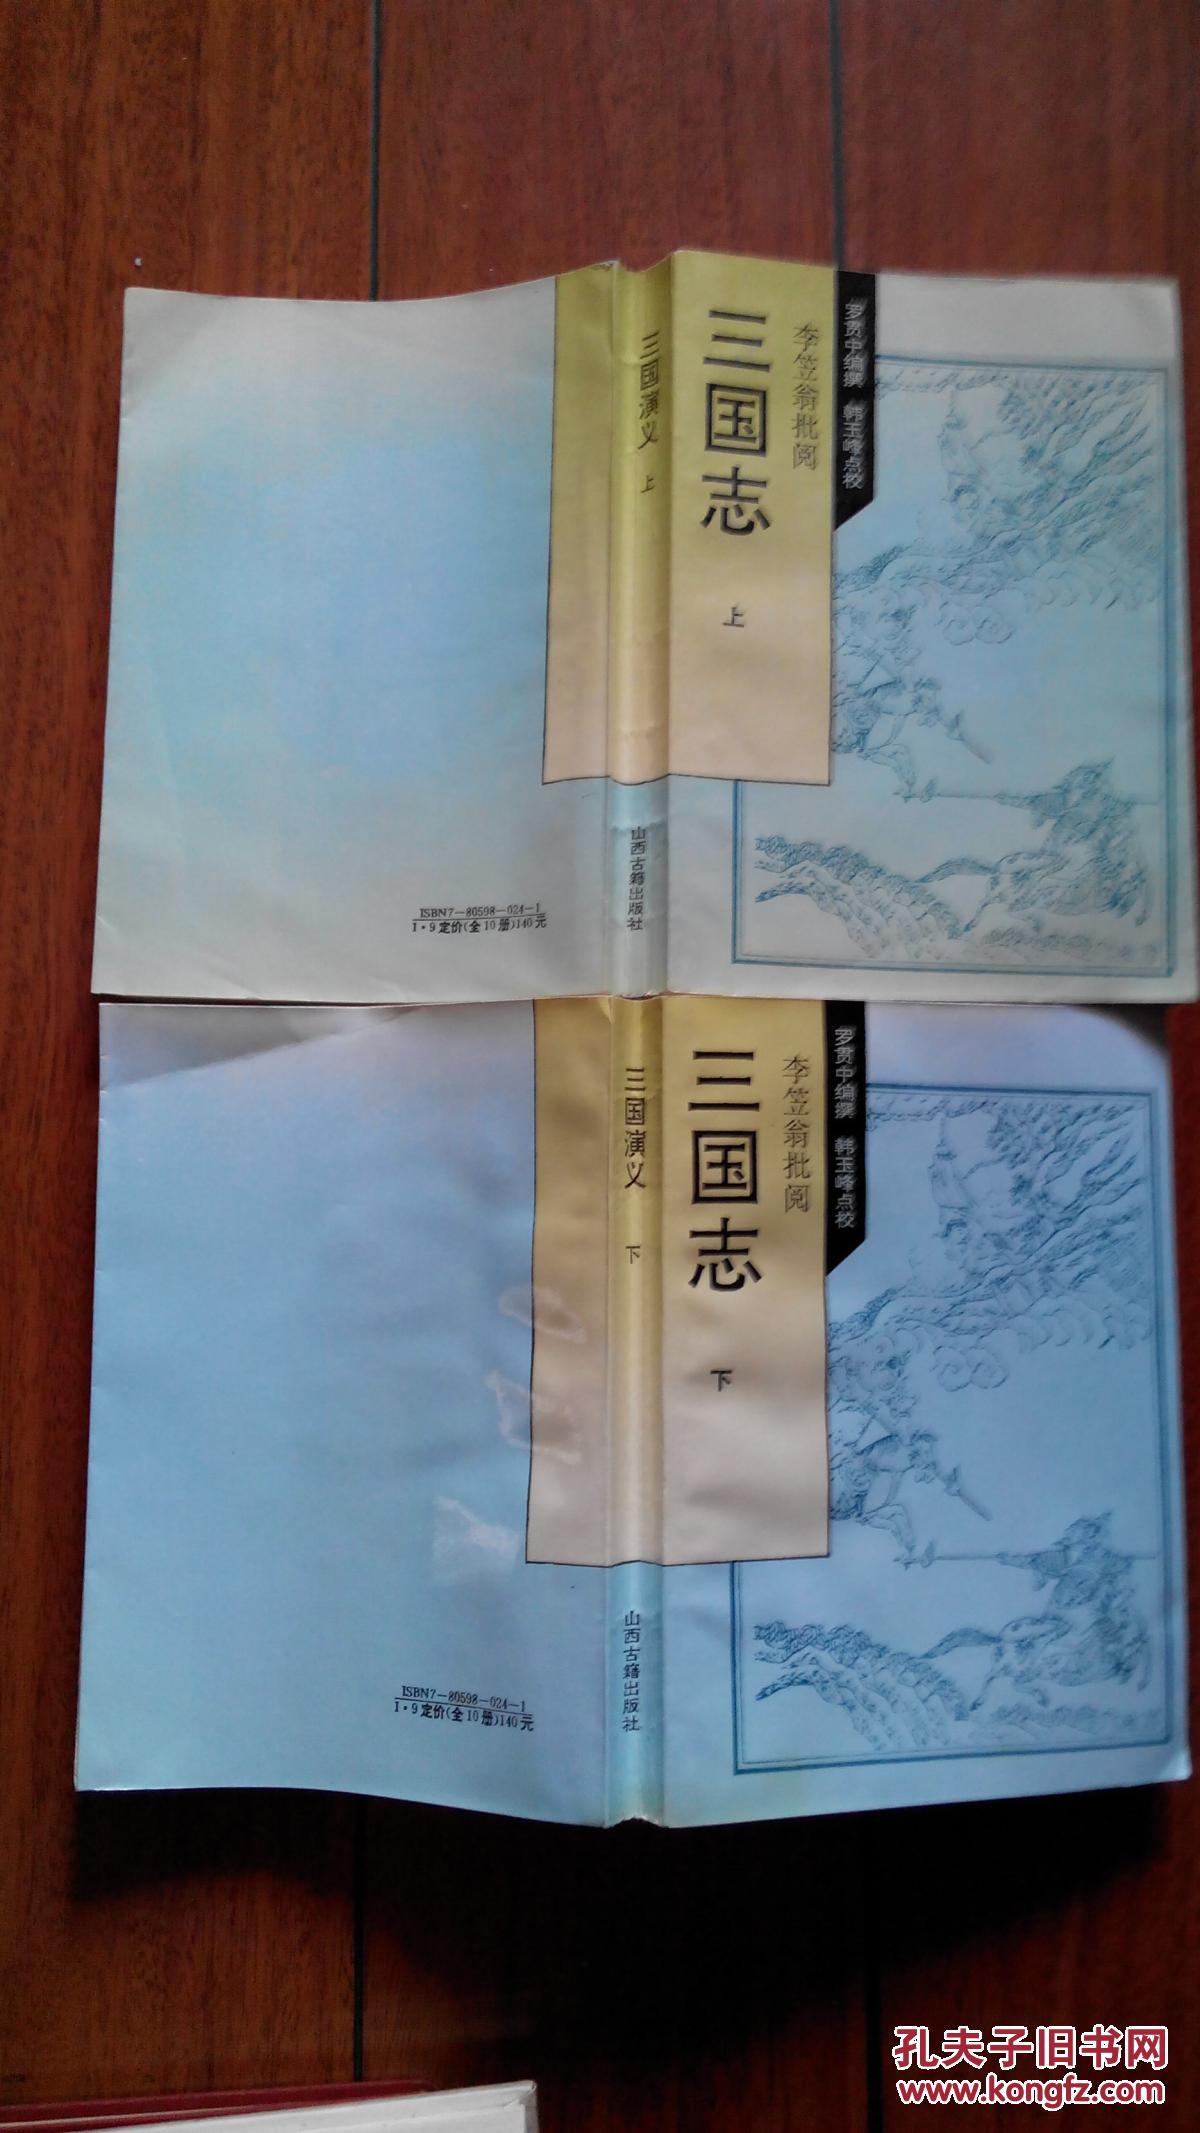 罗贯中编撰 韩玉峰点校
李笠翁批阅
三国志
上
三国演义 上
山西古籍出版社
ISBN7-80598-024-1
I·9定价(全10册)140元
罗贯中编撰 韩玉峰点校
李笠翁批阅
三国志
下
三国演义 下
山西古籍出版社
ISBN7-80598-024-1
I·9定价(全10册)140元
孔夫子旧书网
www.kongfz.com